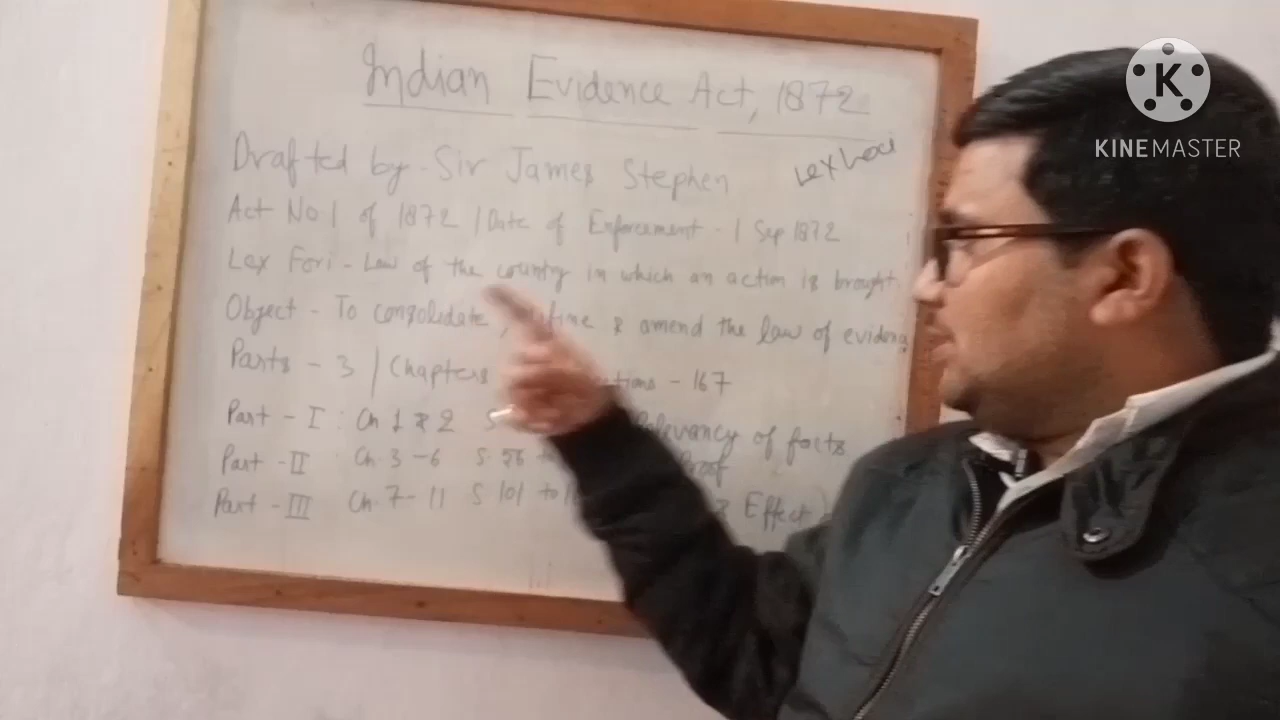 Indian Evidence Act, 1872
Lex Loci
Drafted by - Sir James Stephen
Act No 1 of 1872 / Date of Enforcement - 1 Sep 1872
Lex Fori - Law of the country in which an action is brought.
Object - To consolidate, define & amend the law of evidence
Parts - 3 / Chapters - 167
Part - I : Ch 1 & 2 S Relevancy of facts
Part - II Ch. 3 - 6 S. 56 to Proof
Part - III Ch. 7 - 11 S 101 to & Effect
K
KINEMASTER